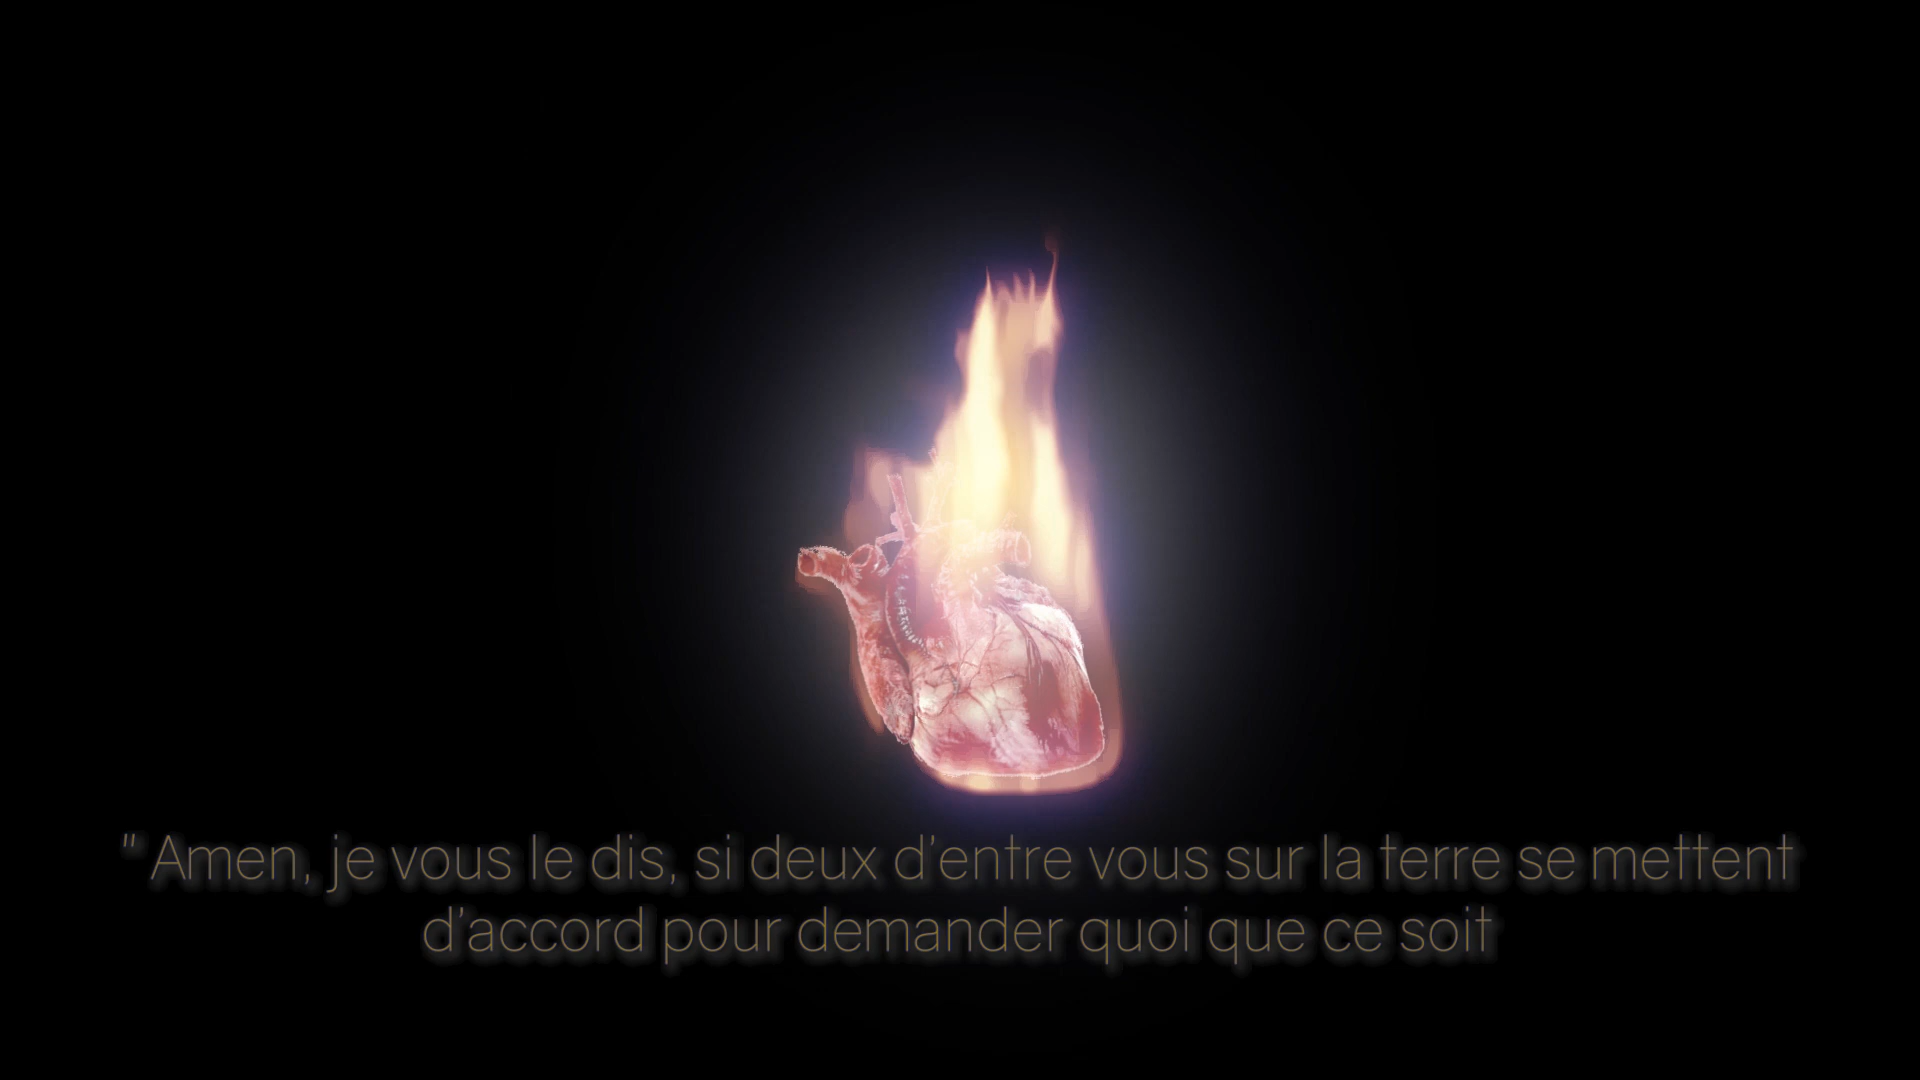 " Amen, je vous le dis, si deux d'entre vous sur la terre se mettent
d'accord pour demander quoi que ce soit